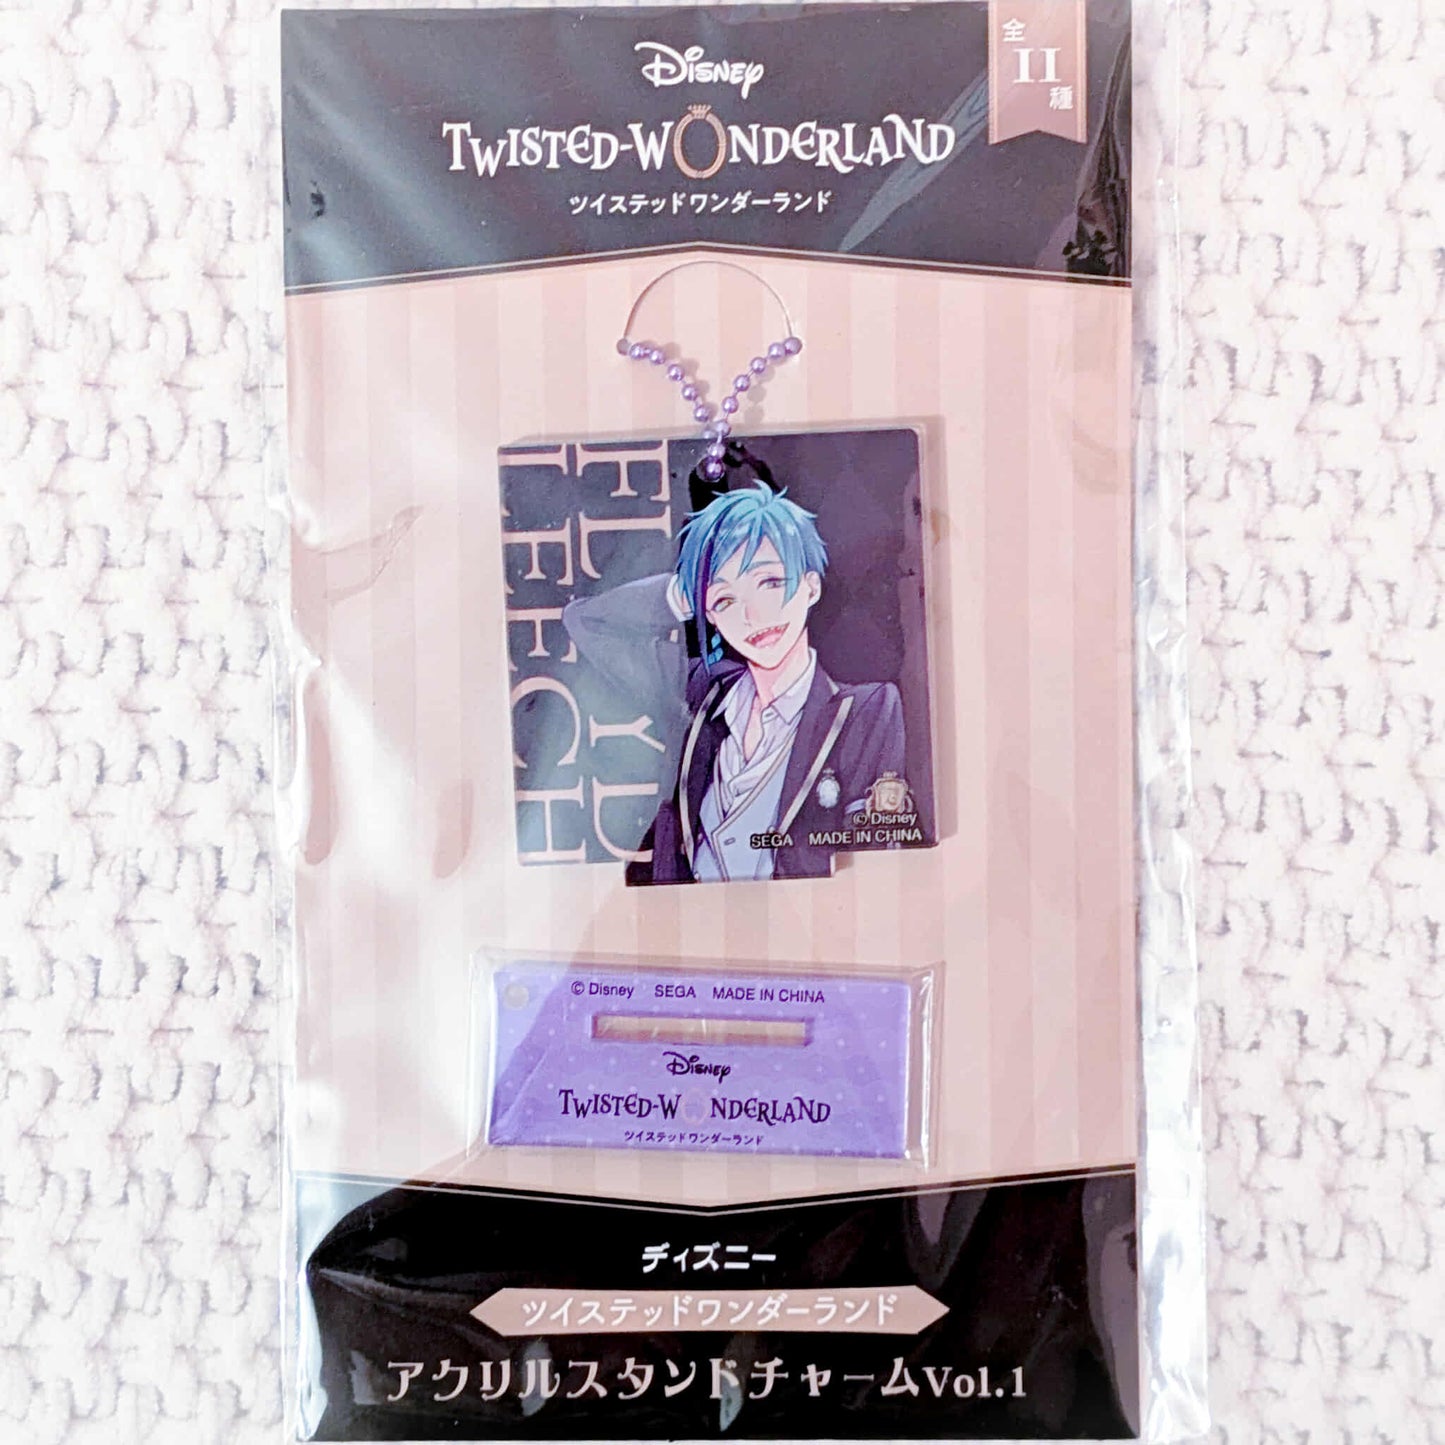 Disney
全
11
種
TWISTED-WONDERLAND
ツイステッドワンダーランド
FLOYD
LEECH
© Disney
SEGA MADE IN CHINA
© Disney SEGA MADE IN CHINA
Disney
TWISTED-WONDERLAND
ツイステッドワンダーランド
ディズニー
ツイステッドワンダーランド
アクリルスタンドチャームVol.1